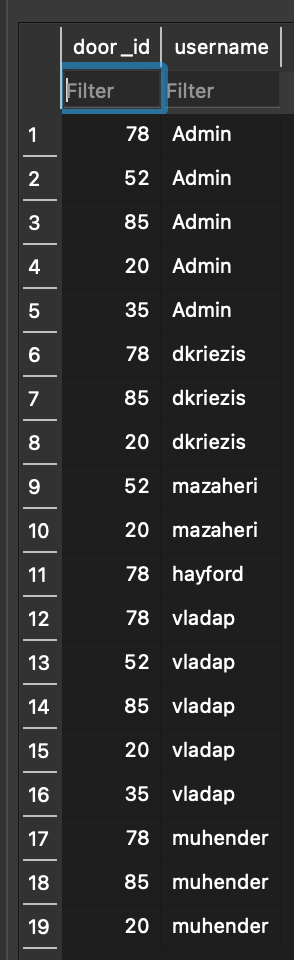 door_id username
Filter Filter
1 78 Admin
2 52 Admin
3 85 Admin
4 20 Admin
5 35 Admin
6 78 dkriezis
7 85 dkriezis
8 20 dkriezis
9 52 mazaheri
10 20 mazaheri
11 78 hayford
12 78 vladap
13 52 vladap
14 85 vladap
15 20 vladap
16 35 vladap
17 78 muhender
18 85 muhender
19 20 muhender